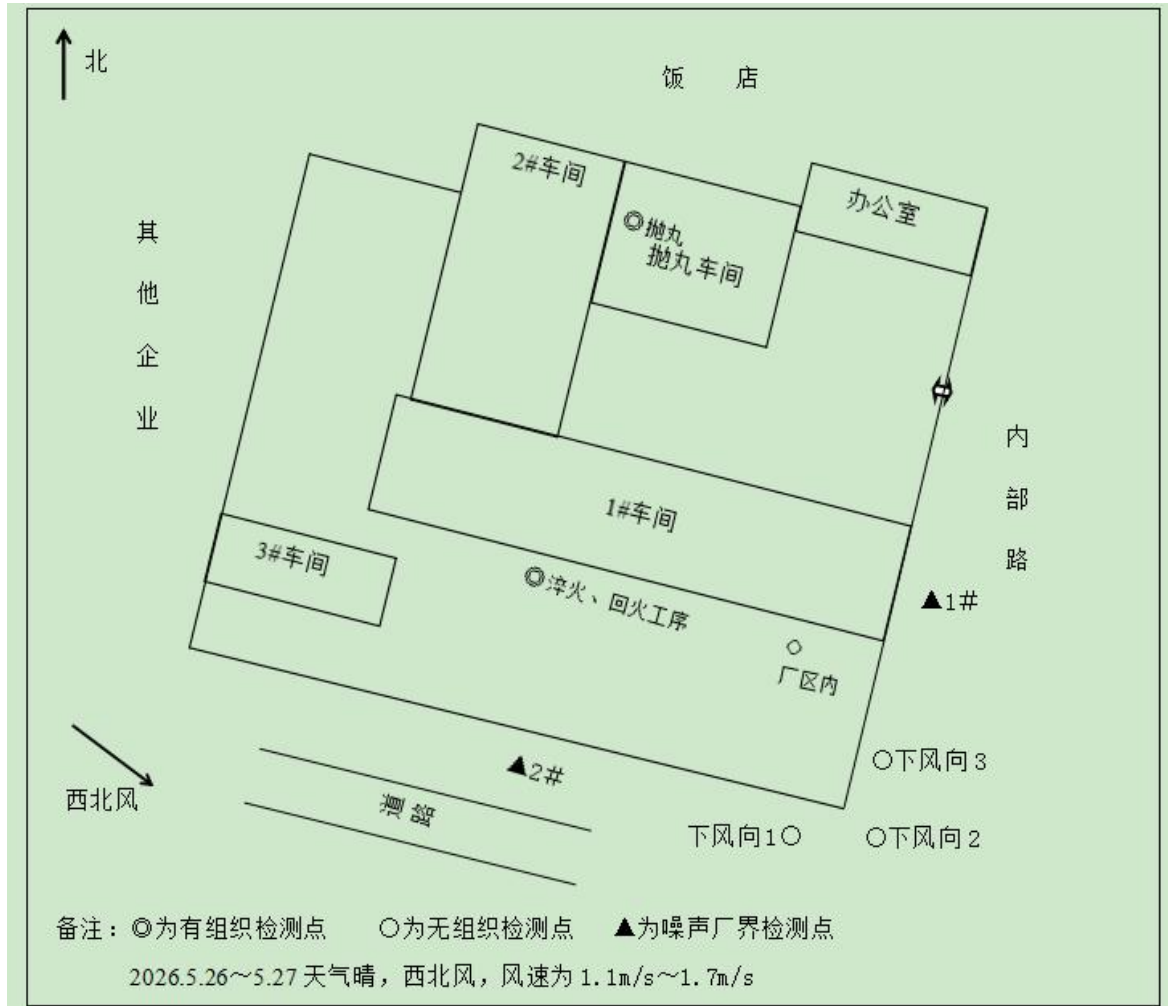 北
饭 店
2#车间
办公室
抛丸
抛丸车间
其他企业
内部路
1#车间
3#车间
淬火、回火工序
▲1#
厂区内
○下风向3
▲2#
西北风
道路
下风向1○
○下风向2
备注：◎为有组织检测点 ○为无组织检测点 ▲为噪声厂界检测点
2026.5.26～5.27天气晴，西北风，风速为1.1m/s～1.7m/s